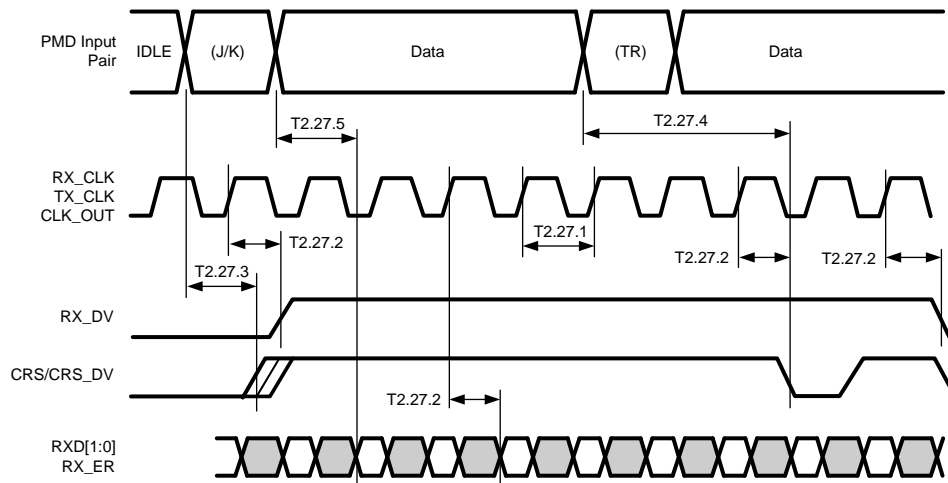 PMD Input
Pair
IDLE
(J/K)
Data
(TR)
Data
T2.27.5
T2.27.4
RX_CLK
TX_CLK
CLK_OUT
T2.27.2
T2.27.1
T2.27.2
T2.27.2
T2.27.3
RX_DV
CRS/CRS_DV
T2.27.2
RXD[1:0]
RX_ER